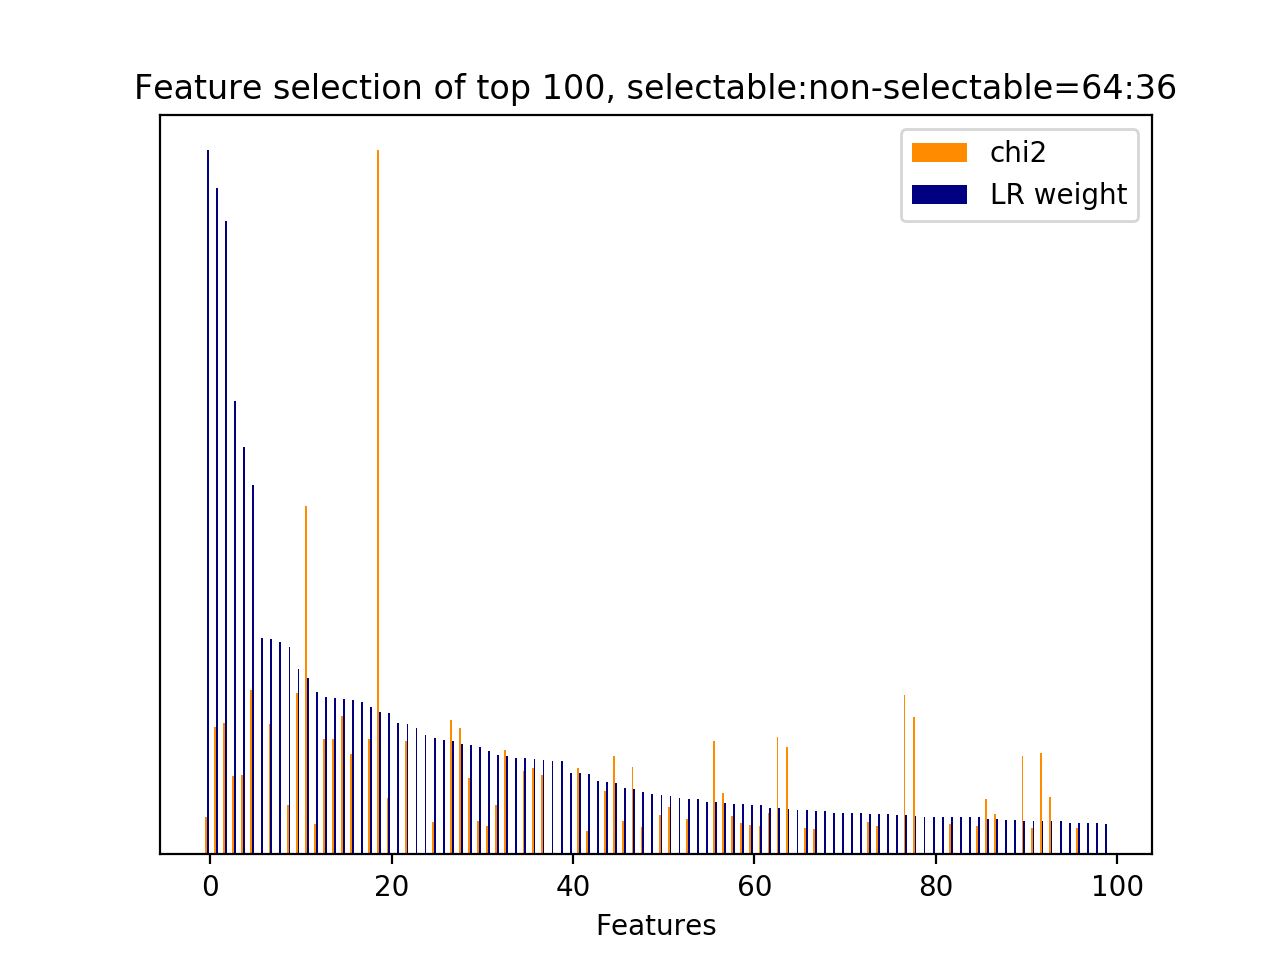 Feature selection of top 100, selectable:non-selectable=64:36
chi2
LR weight
0 20 40 60 80 100
Features